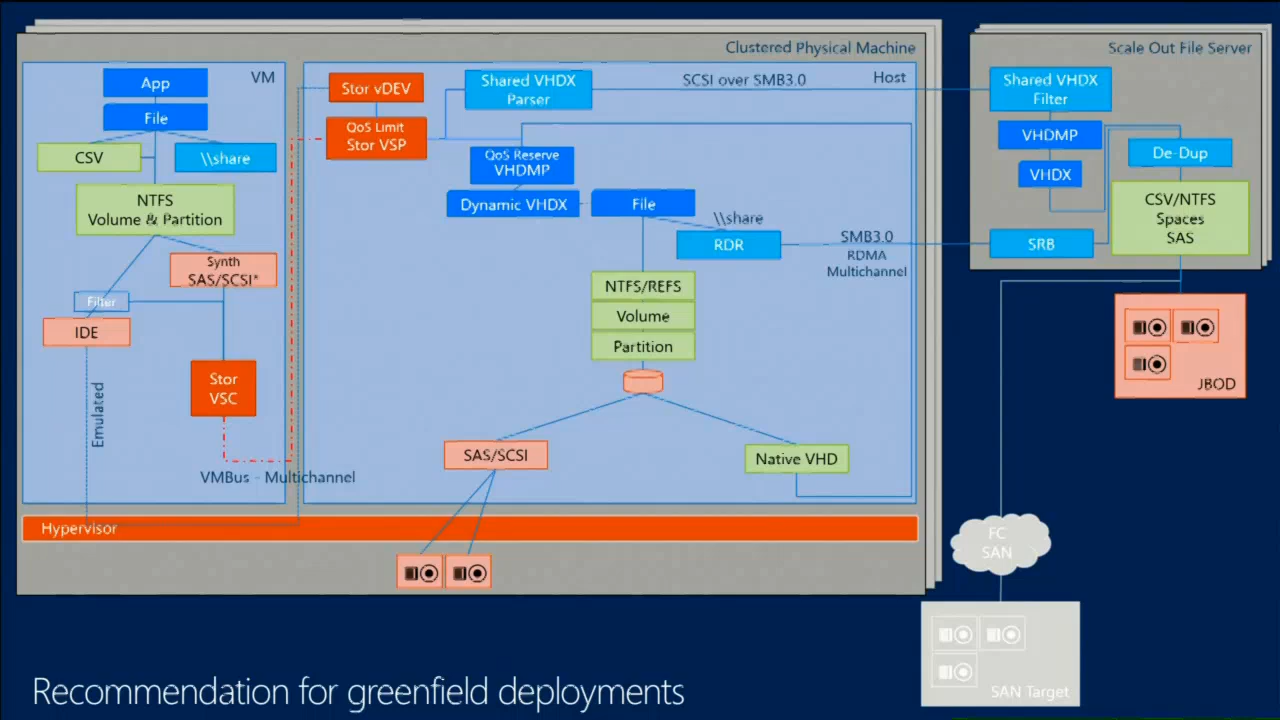 Clustered Physical Machine
VM
App
File
CSV
\\share
NTFS
Volume & Partition
Synth
SAS/SCSI*
Filter
IDE
Stor
VSC
Emulated
VMBus - Multichannel
Host
Stor vDEV
QoS Limit
Stor VSP
Shared VHDX
Parser
SCSI over SMB3.0
QoS Reserve
VHDMP
Dynamic VHDX
File
\\share
RDR
SMB3.0
RDMA
Multichannel
NTFS/REFS
Volume
Partition
SAS/SCSI
Native VHD
Hypervisor
Scale Out File Server
Shared VHDX
Filter
VHDMP
VHDX
De-Dup
CSV/NTFS
Spaces
SAS
SRB
JBOD
FC
SAN
SAN Target
Recommendation for greenfield deployments